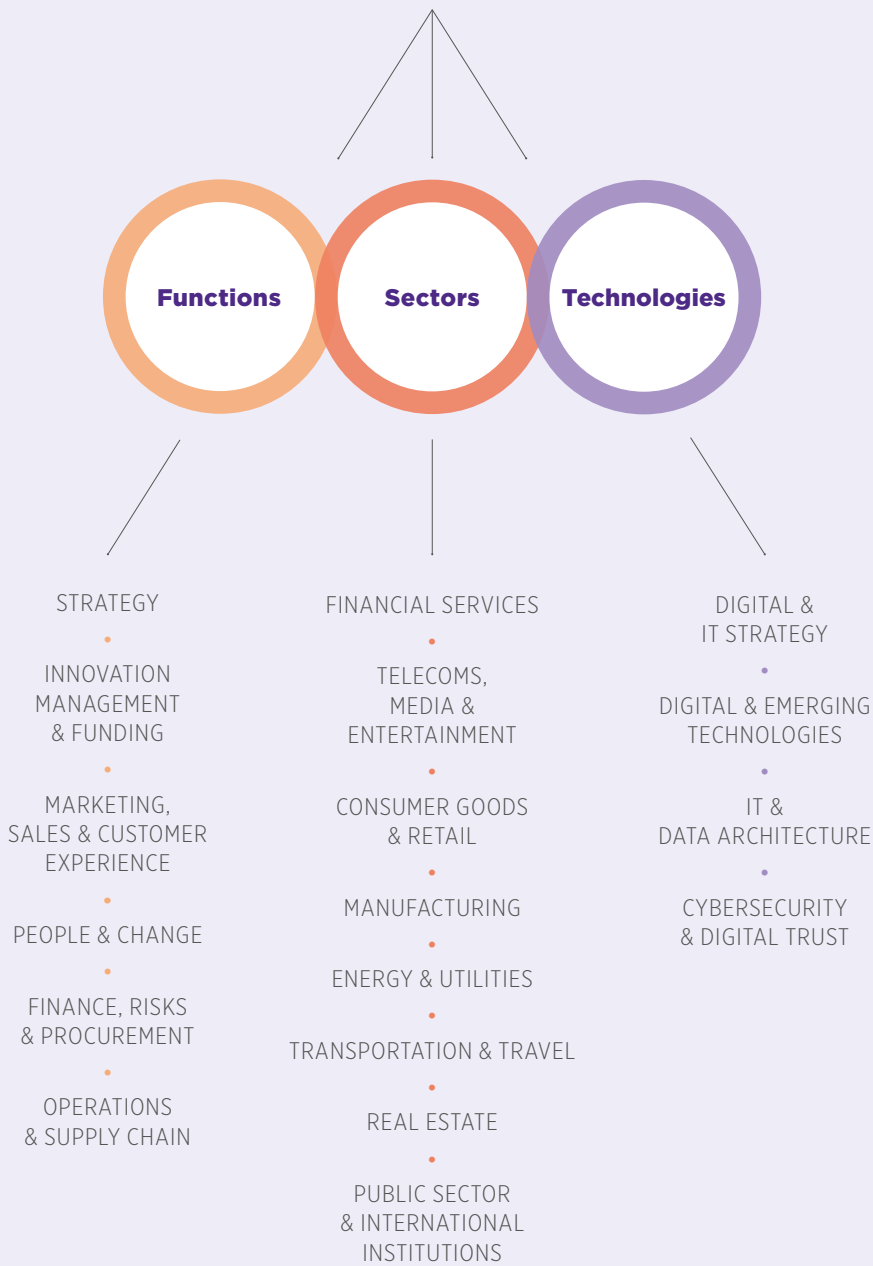 Functions
Sectors
Technologies
STRATEGY
INNOVATION
MANAGEMENT
& FUNDING
MARKETING,
SALES & CUSTOMER
EXPERIENCE
PEOPLE & CHANGE
FINANCE, RISKS
& PROCUREMENT
OPERATIONS
& SUPPLY CHAIN
FINANCIAL SERVICES
TELECOMS,
MEDIA &
ENTERTAINMENT
CONSUMER GOODS
& RETAIL
MANUFACTURING
ENERGY & UTILITIES
TRANSPORTATION & TRAVEL
REAL ESTATE
PUBLIC SECTOR
& INTERNATIONAL
INSTITUTIONS
DIGITAL &
IT STRATEGY
DIGITAL & EMERGING
TECHNOLOGIES
IT &
DATA ARCHITECTURE
CYBERSECURITY
& DIGITAL TRUST